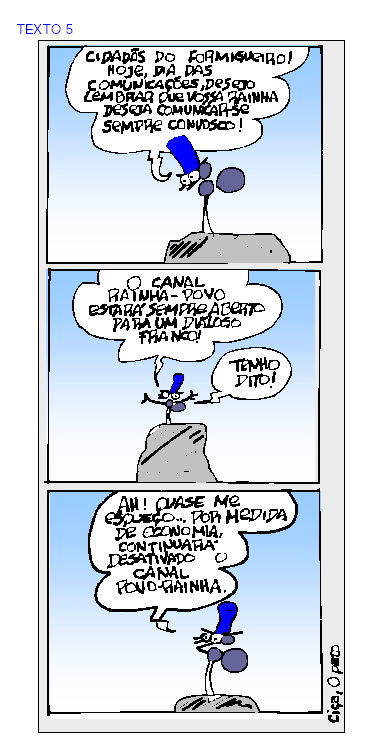 TEXTO 5
CIDADÃS DO FORMIGUEIRO!
HOJE, DIA DAS
COMUNICAÇÕES, DESEJO
LEMBRAR QUE VOSSA RAINHA
DESEJA COMUNICAR-SE
SEMPRE CONVOSCO!
O CANAL
RAINHA-POVO
ESTARÁ SEMPRE ABERTO
PARA UM DIÁLOGO
FRANCO!
TENHO
DITO!
AH! QUASE ME
ESQUEÇO... POR MEDIDA
DE ECONOMIA,
CONTINUARÁ
DESATIVADO O
CANAL
POVO-RAINHA.
Ciça, O pato